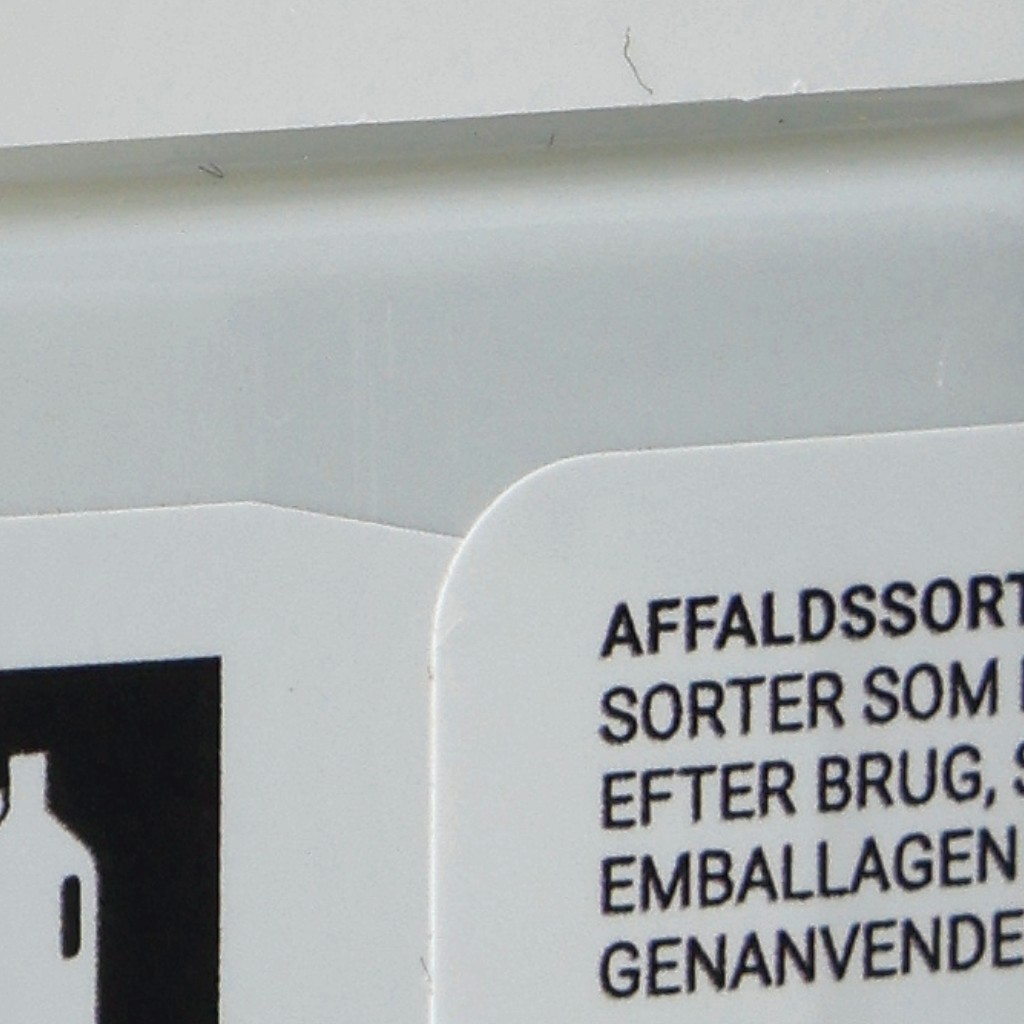 AFFALDSSORT
SORTER SOM
EFTER BRUG,
EMBALLAGEN
GENANVENDE